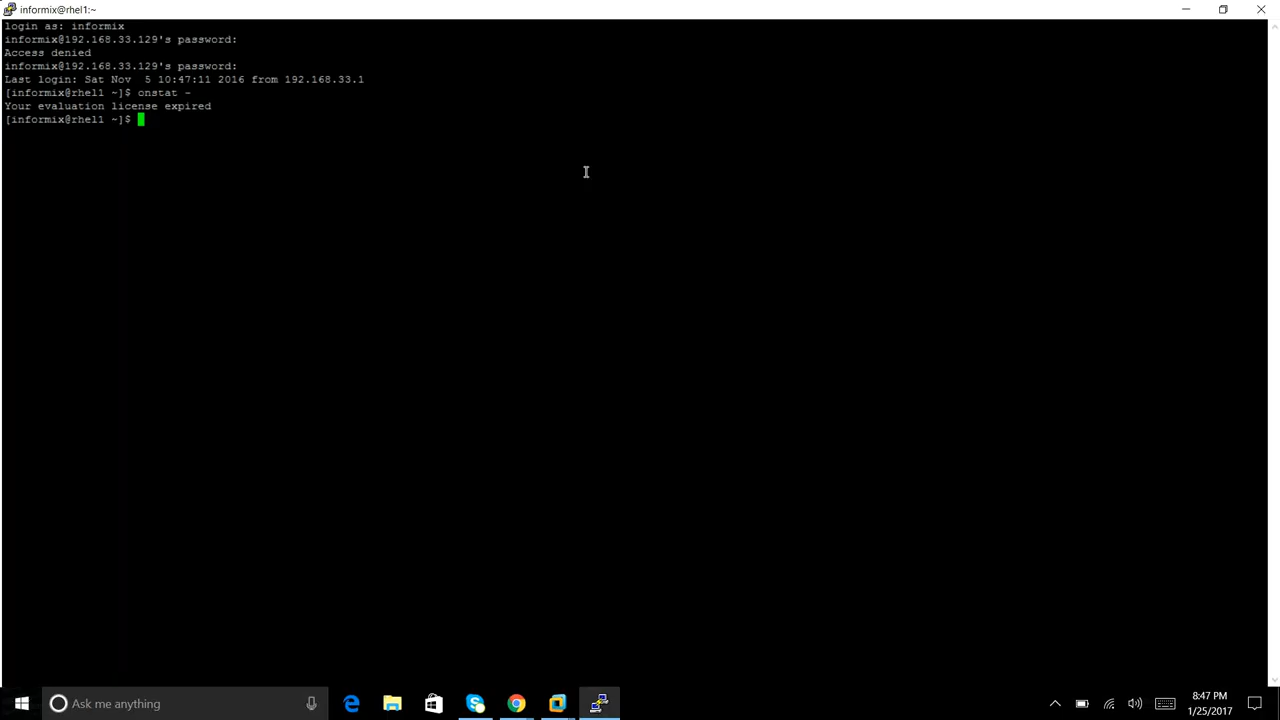 informix@rhel1:~
login as: informix
informix@192.168.33.129's password:
Access denied
informix@192.168.33.129's password:
Last login: Sat Nov  5 10:47:11 2016 from 192.168.33.1
[informix@rhel1 ~]$ onstat -
Your evaluation license expired
[informix@rhel1 ~]$
Ask me anything
8:47 PM
1/25/2017